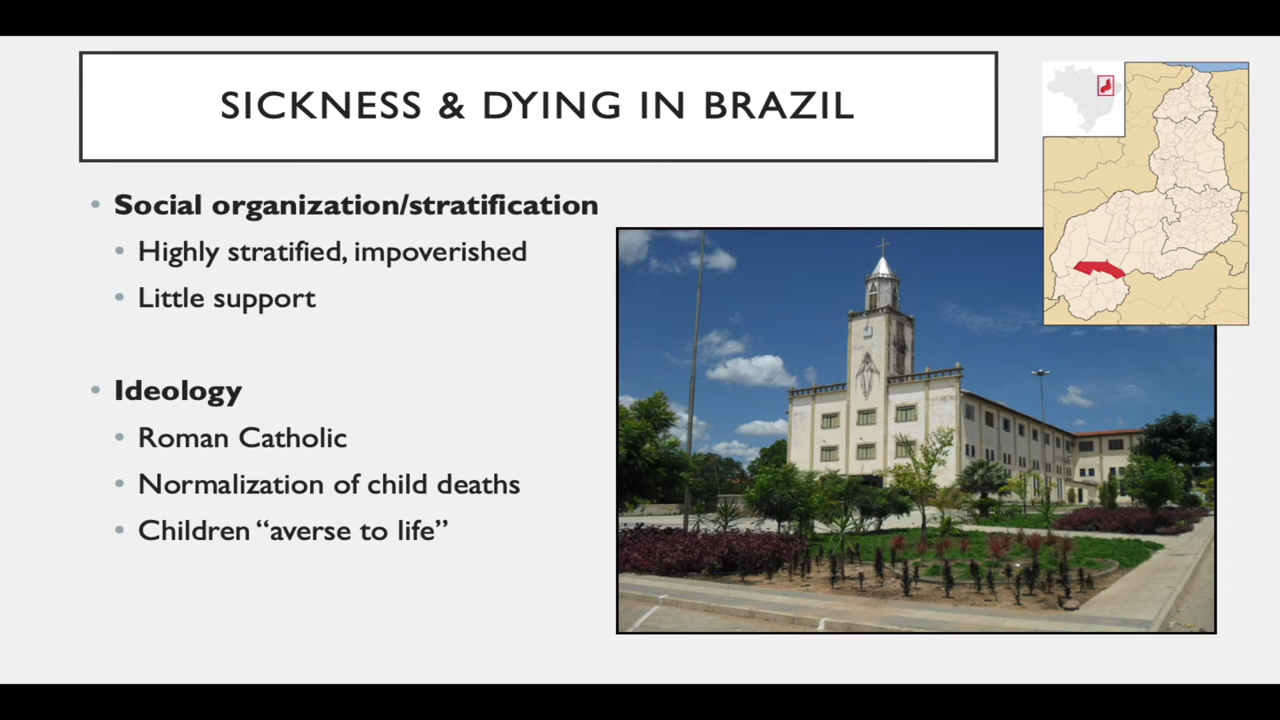 SICKNESS & DYING IN BRAZIL
• Social organization/stratification
• Highly stratified, impoverished
• Little support
• Ideology
• Roman Catholic
• Normalization of child deaths
• Children “averse to life”